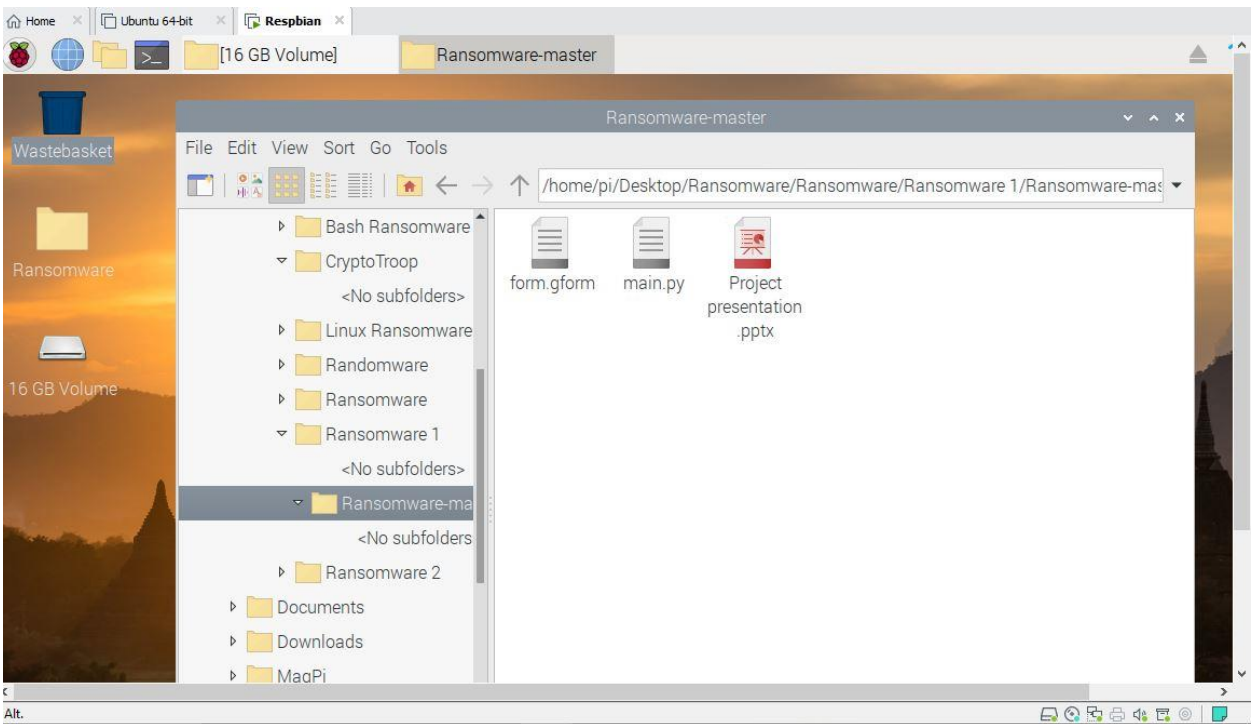 Home
Ubuntu 64-bit
Respbian
[16 GB Volume]
Ransomware-master
Wastebasket
Ransomware
16 GB Volume
Ransomware-master
File Edit View Sort Go Tools
/home/pi/Desktop/Ransomware/Ransomware/Ransomware 1/Ransomware-mas
Bash Ransomware
CryptoTroop
<No subfolders>
Linux Ransomware
Randomware
Ransomware
Ransomware 1
<No subfolders>
Ransomware-ma
<No subfolders
Ransomware 2
Documents
Downloads
MagPi
form.gform
main.py
Project
presentation
.pptx
Alt.